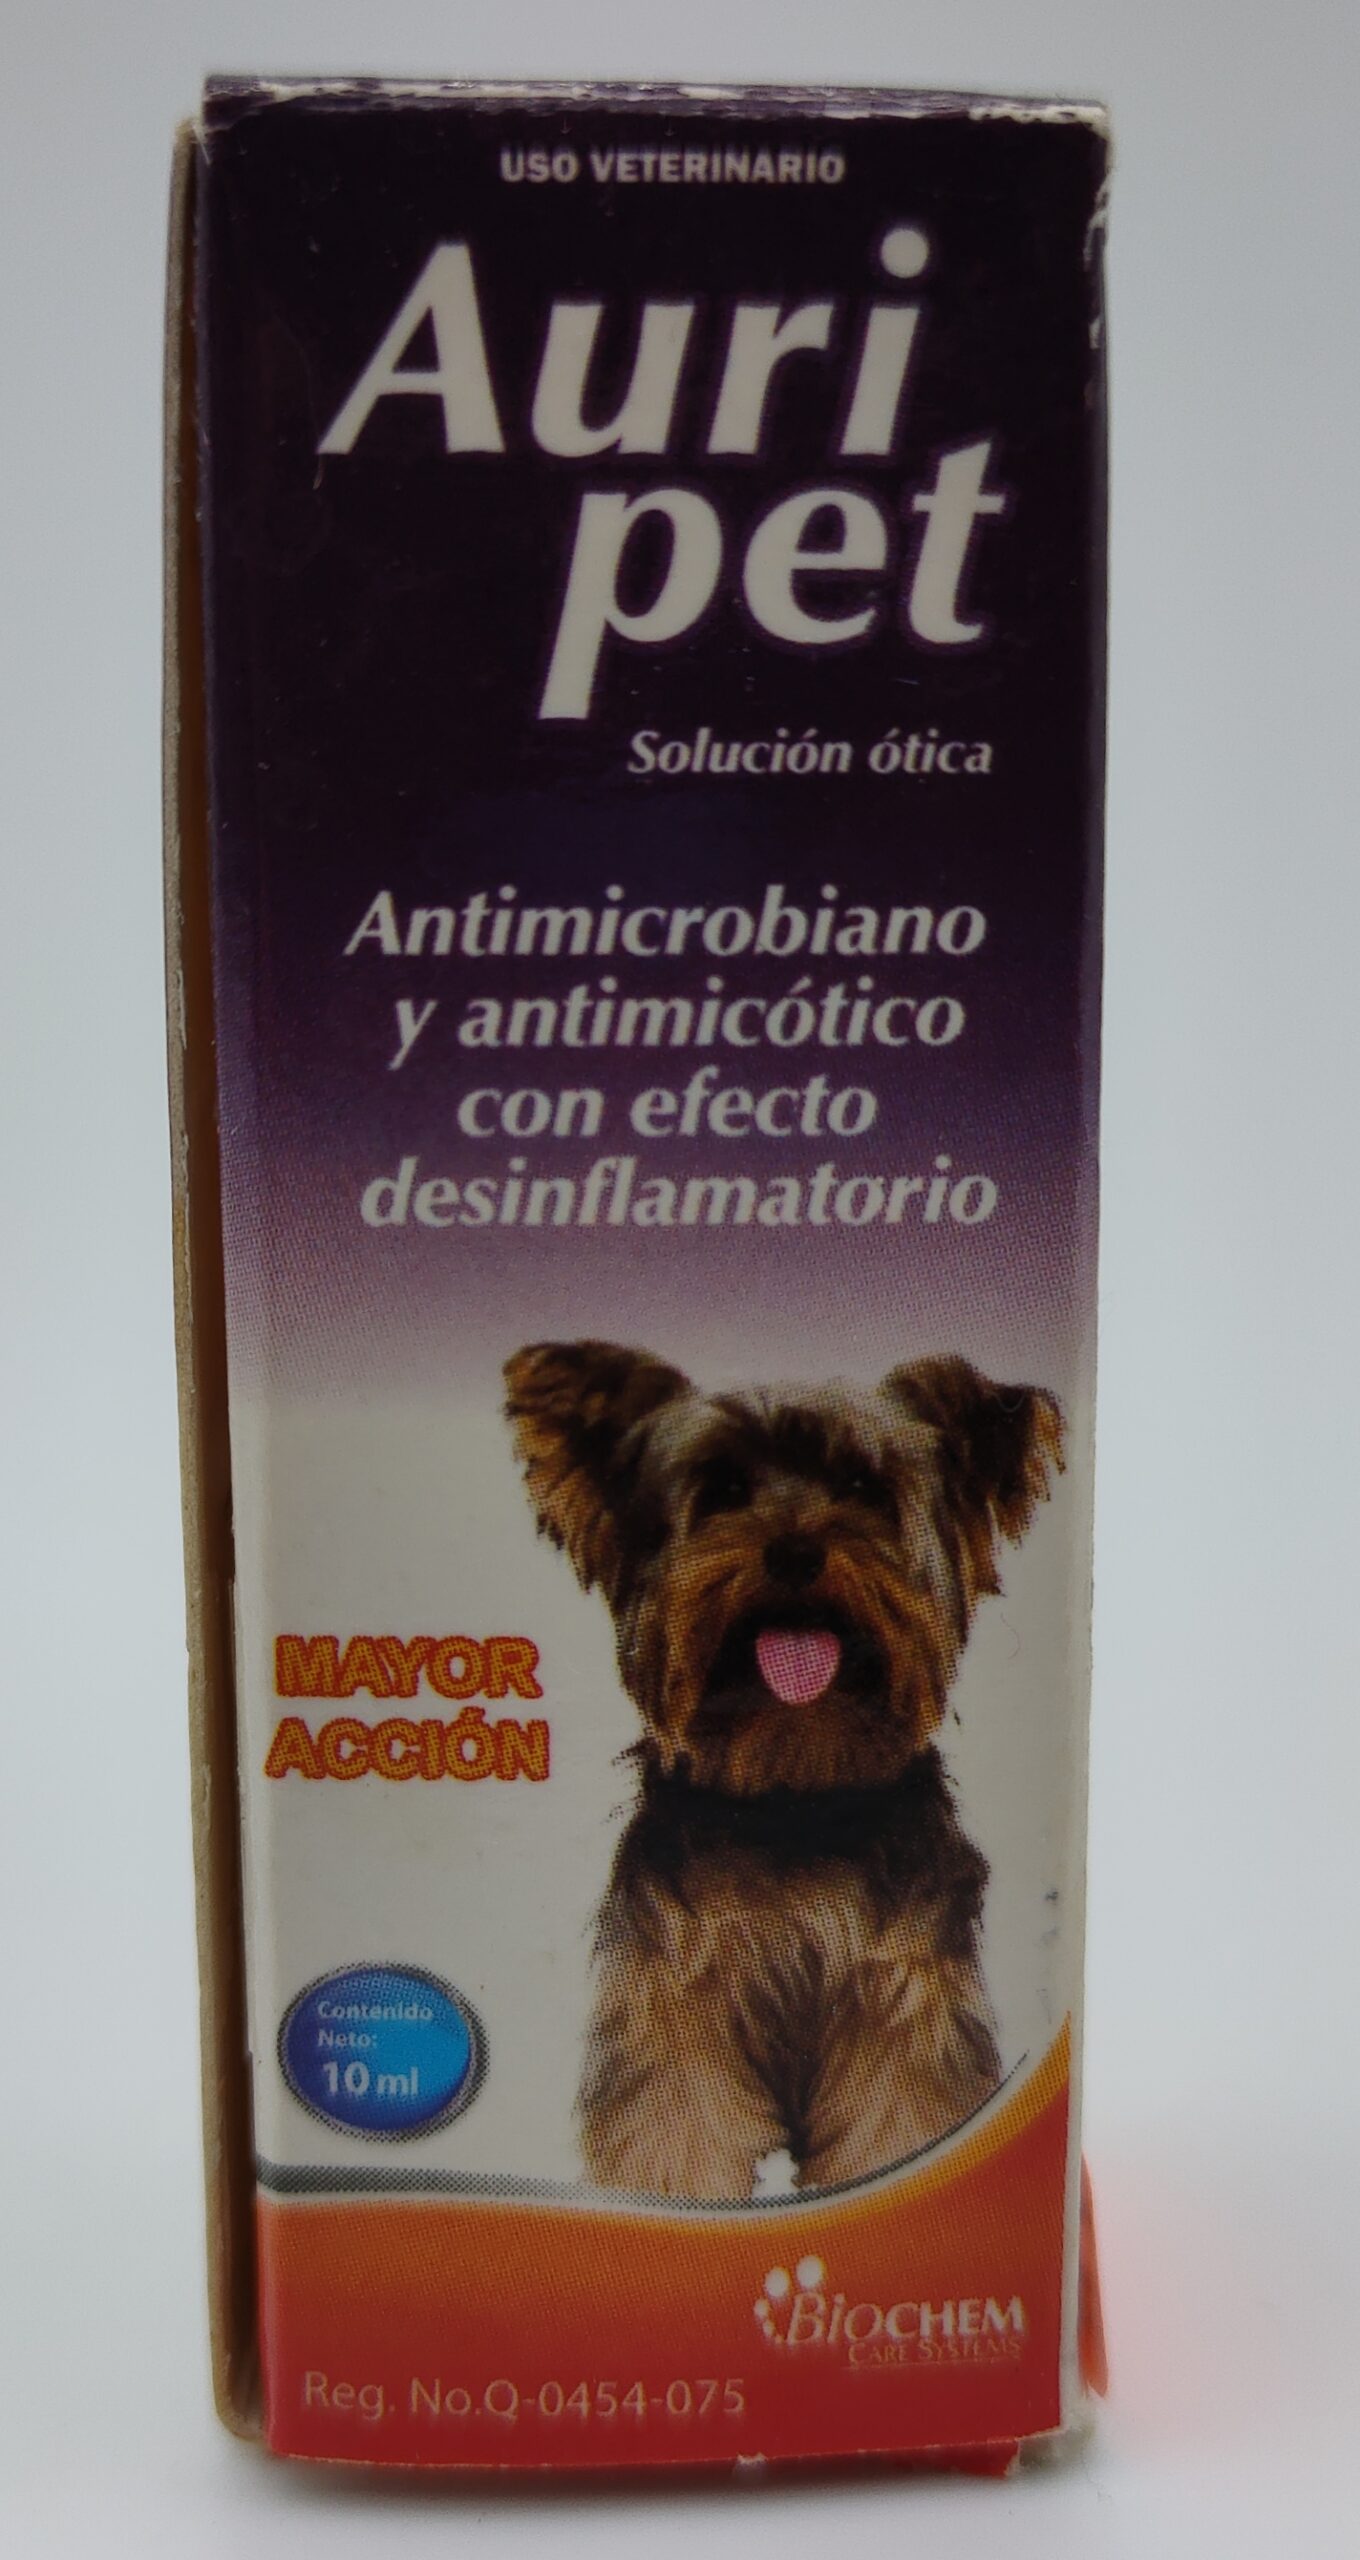 USO VETERINARIO
Auri
pet
Solución ótica
Antimicrobiano
y antimicótico
con efecto
desinflamatorio
MAYOR
ACCIÓN
Contenido
Neto:
10 ml
BIOCHEM
CARE SYSTEMS
Reg. No.Q-0454-075